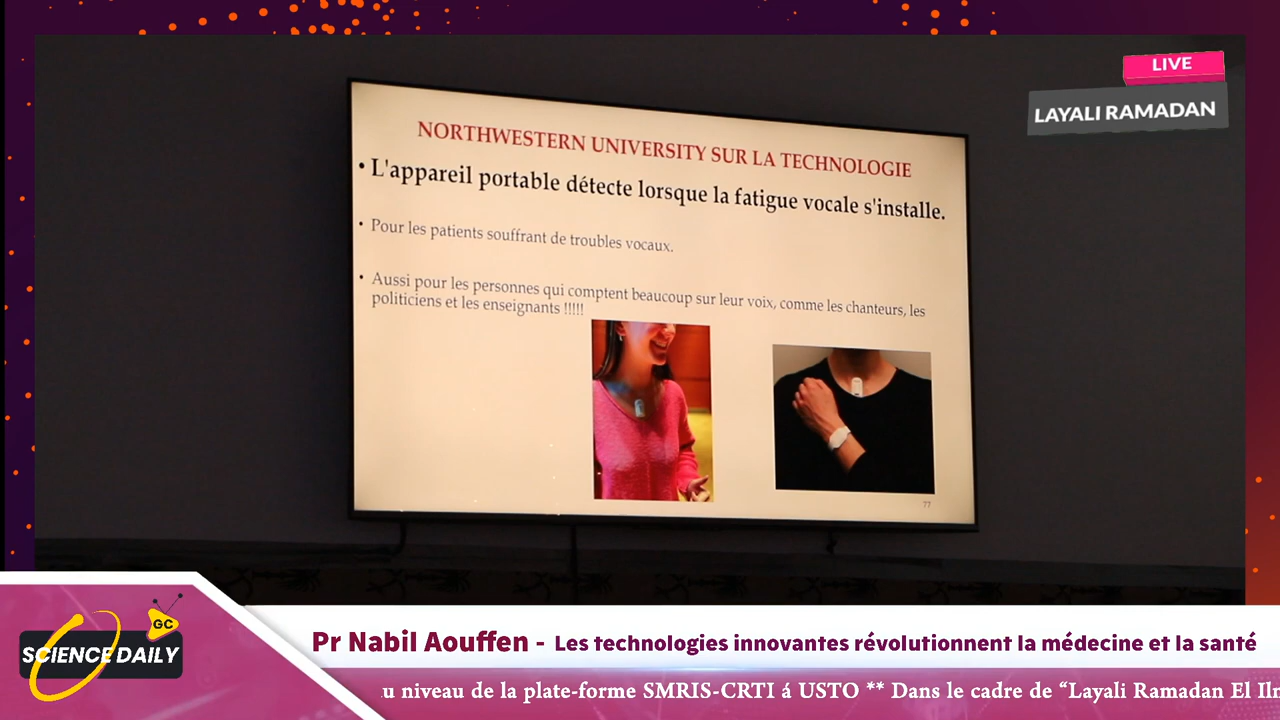 LIVE
LAYALI RAMADAN
NORTHWESTERN UNIVERSITY SUR LA TECHNOLOGIE
• L'appareil portable détecte lorsque la fatigue vocale s'installe.
• Pour les patients souffrant de troubles vocaux.
• Aussi pour les personnes qui comptent beaucoup sur leur voix, comme les chanteurs, les
politiciens et les enseignants !!!!!
77
GC
SCIENCE DAILY
Pr Nabil Aouffen - Les technologies innovantes révolutionnent la médecine et la santé
niveau de la plate-forme SMRIS-CRTI á USTO ** Dans le cadre de “Layali Ramadan El